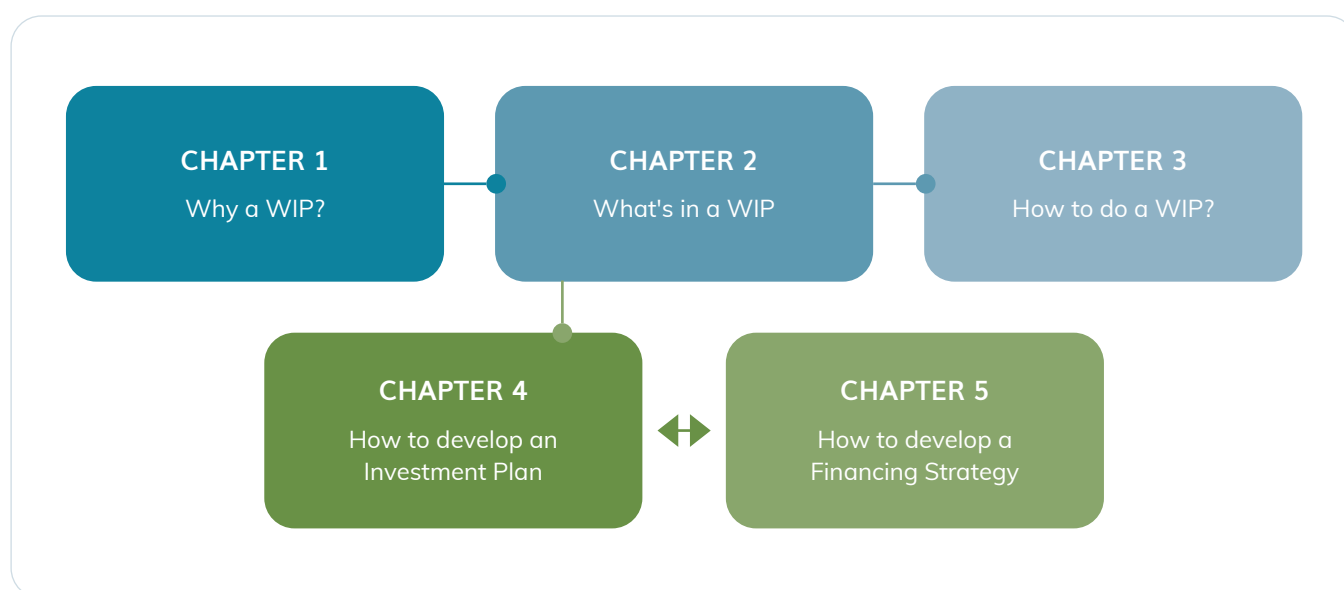 CHAPTER 1
Why a WIP?
CHAPTER 2
What's in a WIP
CHAPTER 3
How to do a WIP?
CHAPTER 4
How to develop an
Investment Plan
CHAPTER 5
How to develop a
Financing Strategy